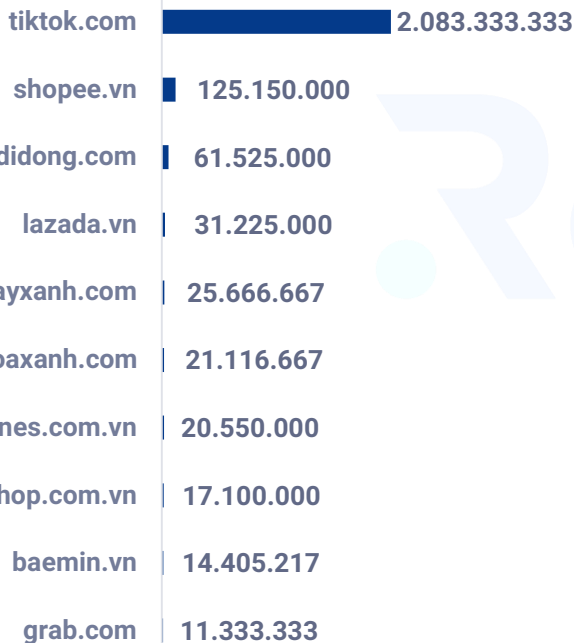 tiktok.com 2.083.333.333
shopee.vn 125.150.000
didong.com 61.525.000
lazada.vn 31.225.000
ayxanh.com 25.666.667
oaxanh.com 21.116.667
nes.com.vn 20.550.000
hop.com.vn 17.100.000
baemin.vn 14.405.217
grab.com 11.333.333